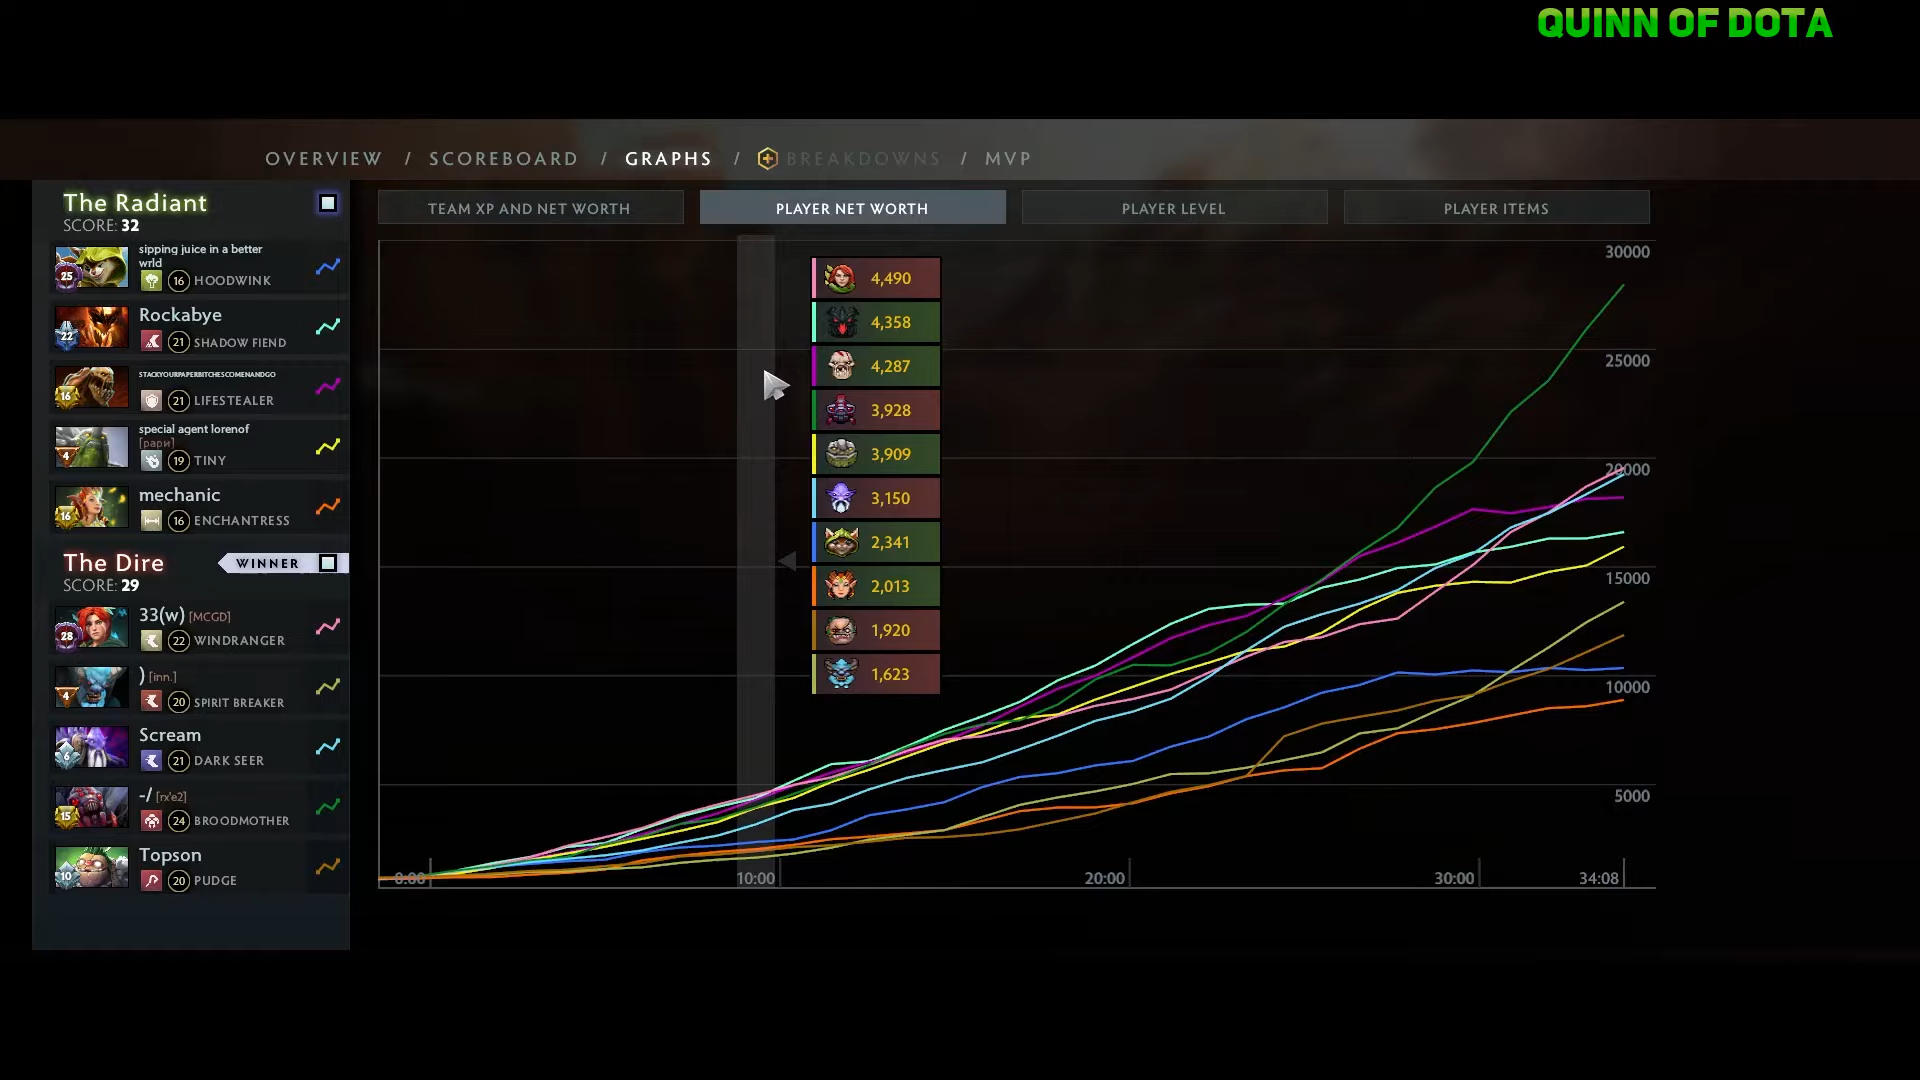 QUINN OF DOTA
OVERVIEW / SCOREBOARD / GRAPHS / BREAKDOWNS / MVP
The Radiant
SCORE: 32
sipping juice in a better
wrld
25
16 HOODWINK
Rockabye
22
21 SHADOW FIEND
STACKYOURPAPERBITCHESCOMENANDGO
16
21 LIFESTEALER
special agent lorenof
[рари]
4
19 TINY
mechanic
16
16 ENCHANTRESS
The Dire
WINNER
SCORE: 29
33(w) [MCGD]
28
22 WINDRANGER
) [inn.]
4
20 SPIRIT BREAKER
Scream
6
21 DARK SEER
-/ [rx'e2]
15
24 BROODMOTHER
Topson
10
20 PUDGE
TEAM XP AND NET WORTH
PLAYER NET WORTH
PLAYER LEVEL
PLAYER ITEMS
4,490
4,358
4,287
3,928
3,909
3,150
2,341
2,013
1,920
1,623
30000
25000
20000
15000
10000
5000
0:00
10:00
20:00
30:00
34:08